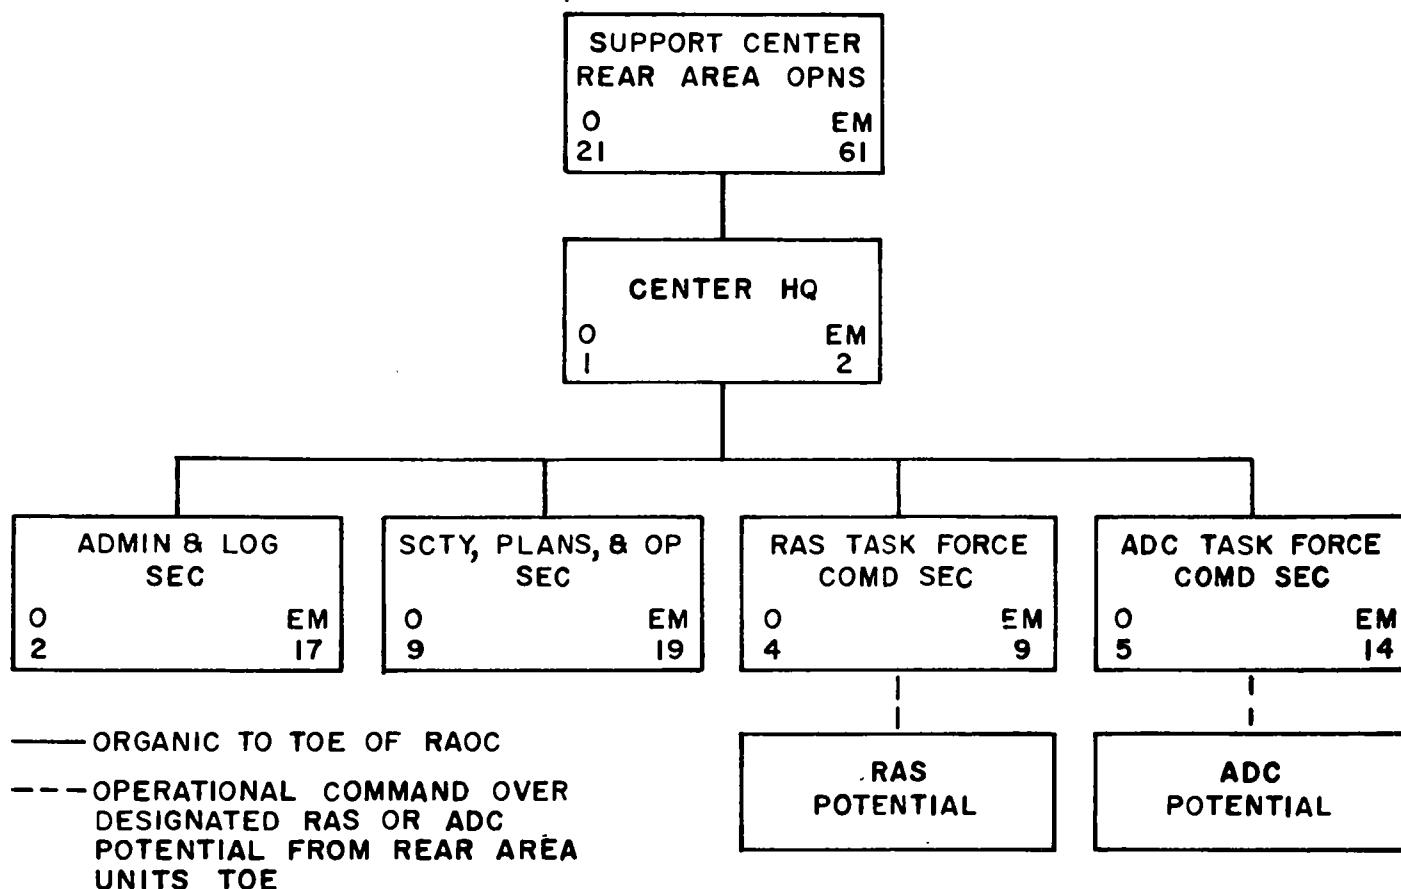 SUPPORT CENTER
REAR AREA OPNS
O EM
21 61
CENTER HQ
O EM
1 2
ADMIN & LOG
SEC
O EM
2 17
SCTY, PLANS, & OP
SEC
O EM
9 19
RAS TASK FORCE
COMD SEC
O EM
4 9
ADC TASK FORCE
COMD SEC
O EM
5 14
RAS
POTENTIAL
ADC
POTENTIAL
ORGANIC TO TOE OF RAOC
OPERATIONAL COMMAND OVER
DESIGNATED RAS OR ADC
POTENTIAL FROM REAR AREA
UNITS TOE